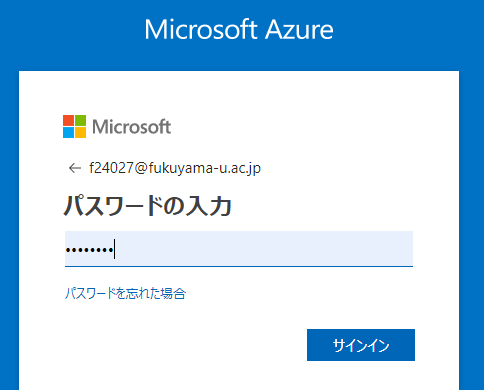 Microsoft Azure
Microsoft
← f24027@fukuyama-u.ac.jp
パスワードの入力
••••••••
パスワードを忘れた場合
サインイン